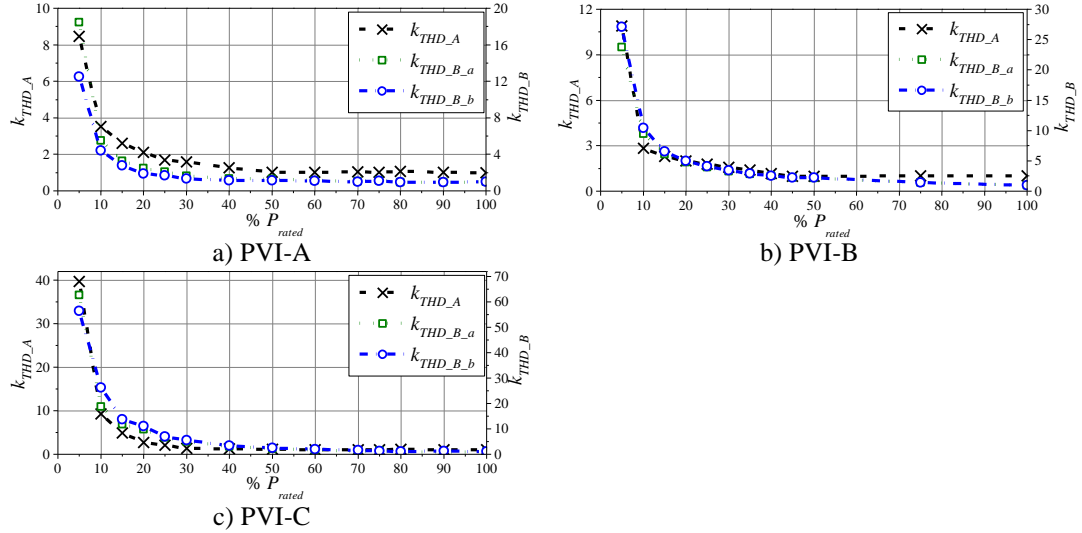 10
8
6
4
2
0
k_THD_A
20
16
12
8
4
0
k_THD_B
k_THD_A
k_THD_B_a
k_THD_B_b
0 10 20 30 40 50 60 70 80 90 100
% P_rated
a) PVI-A
12
9
6
3
0
k_THD_A
30
25
20
15
10
5
0
k_THD_B
k_THD_A
k_THD_B_a
k_THD_B_b
0 10 20 30 40 50 60 70 80 90 100
% P_rated
b) PVI-B
40
30
20
10
0
k_THD_A
70
60
50
40
30
20
10
0
k_THD_B
k_THD_A
k_THD_B_a
k_THD_B_b
0 10 20 30 40 50 60 70 80 90 100
% P_rated
c) PVI-C